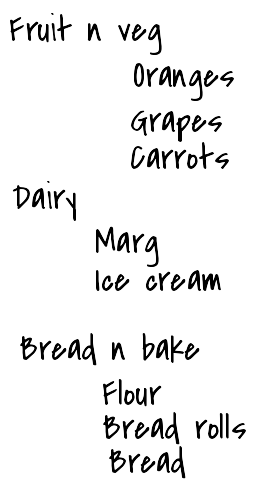 Fruit n veg
Oranges
Grapes
Carrots
Dairy
Marg
Ice cream
Bread n bake
Flour
Bread rolls
Bread